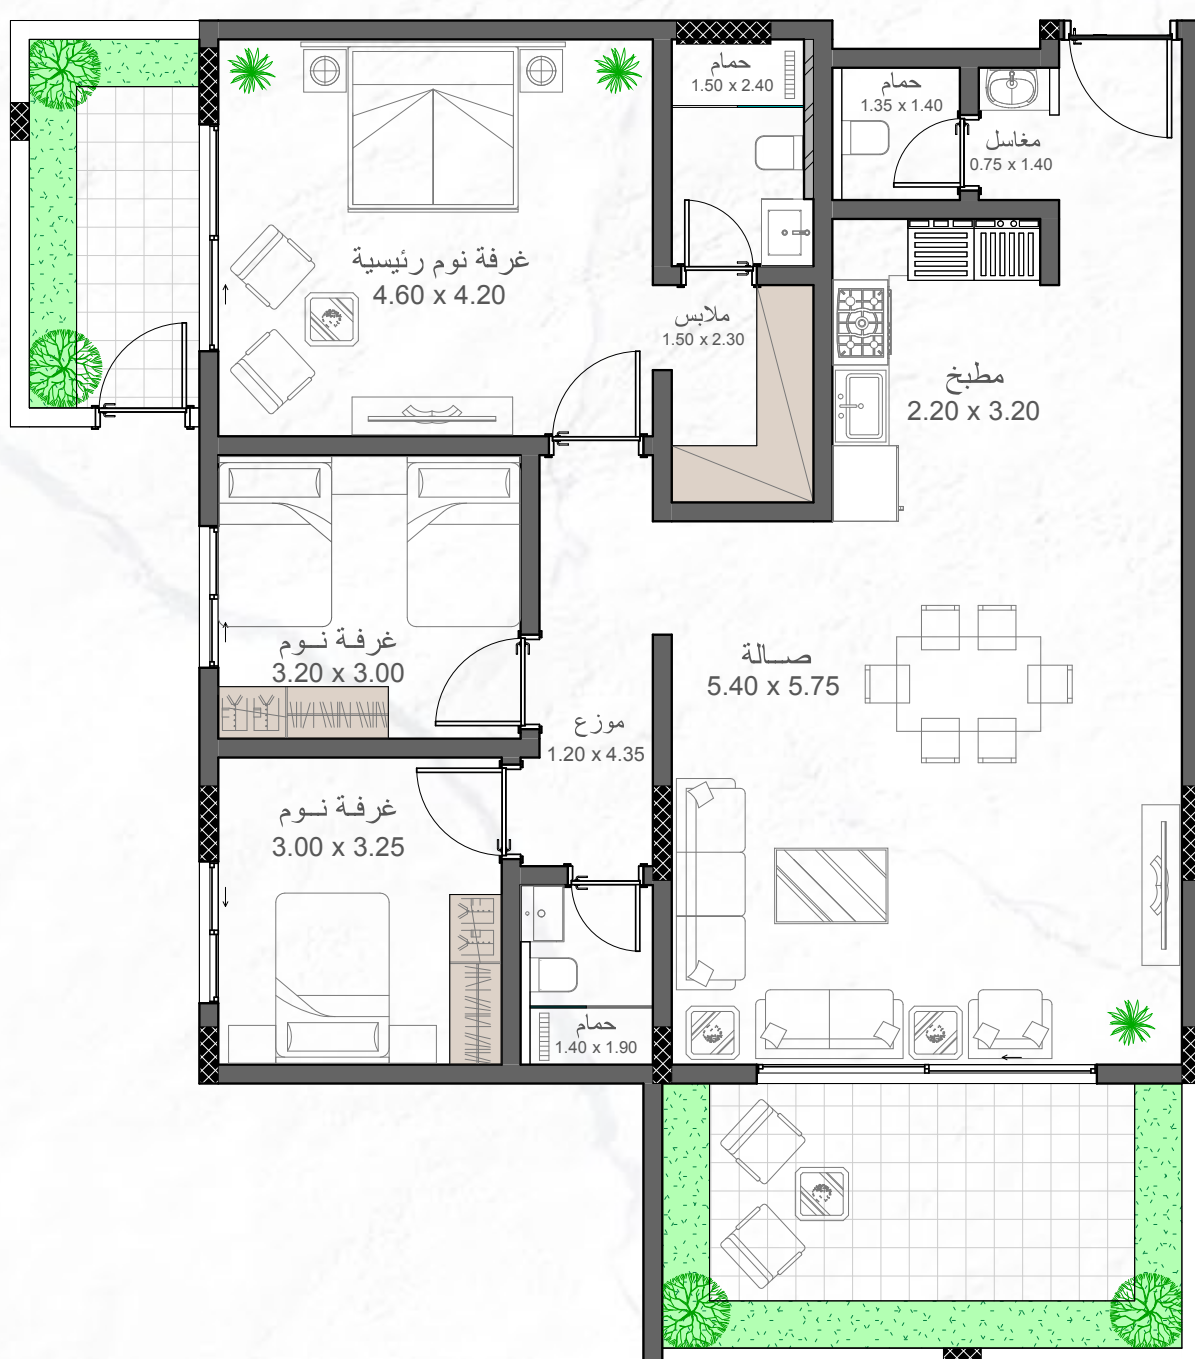 حمام
1.50 x 2.40
حمام
1.35 x 1.40
مغاسل
0.75 x 1.40
غرفة نوم رئيسية
4.60 x 4.20
ملابس
1.50 x 2.30
مطبخ
2.20 x 3.20
غرفة نوم
3.20 x 3.00
صالة
5.40 x 5.75
موزع
1.20 x 4.35
غرفة نوم
3.00 x 3.25
حمام
1.40 x 1.90